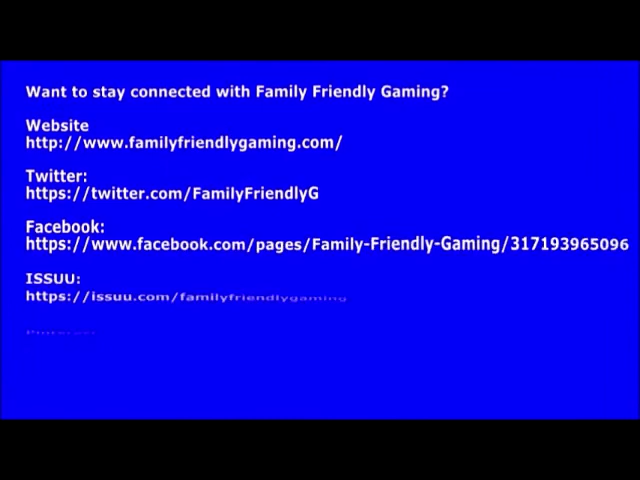 Want to stay connected with Family Friendly Gaming?
Website
http://www.familyfriendlygaming.com/
Twitter:
https://twitter.com/FamilyFriendlyG
Facebook:
https://www.facebook.com/pages/Family-Friendly-Gaming/317193965096
ISSUU:
https://issuu.com/familyfriendlygaming